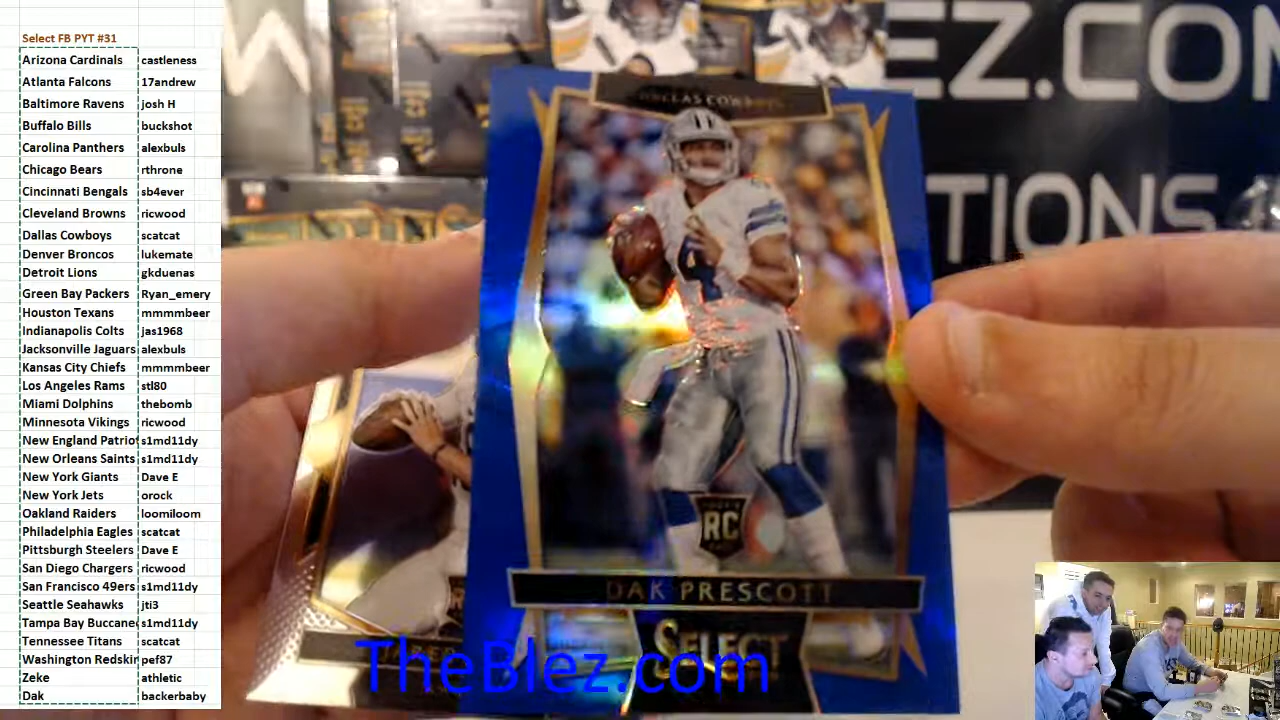 Select FB PYT #31
Arizona Cardinals castleness
Atlanta Falcons 17andrew
Baltimore Ravens josh H
Buffalo Bills buckshot
Carolina Panthers alexbuls
Chicago Bears rthrone
Cincinnati Bengals sb4ever
Cleveland Browns ricwood
Dallas Cowboys scatcat
Denver Broncos lukemate
Detroit Lions gkduenas
Green Bay Packers Ryan_emery
Houston Texans mmmmbeer
Indianapolis Colts jas1968
Jacksonville Jaguars alexbuls
Kansas City Chiefs mmmmbeer
Los Angeles Rams stl80
Miami Dolphins thebomb
Minnesota Vikings ricwood
New England Patriot s1md11dy
New Orleans Saints s1md11dy
New York Giants Dave E
New York Jets orock
Oakland Raiders loomiloom
Philadelphia Eagles scatcat
Pittsburgh Steelers Dave E
San Diego Chargers ricwood
San Francisco 49ers s1md11dy
Seattle Seahawks jti3
Tampa Bay Buccanee s1md11dy
Tennessee Titans scatcat
Washington Redskin pef87
Zeke athletic
Dak backerbaby
EZ.COM
TIONS
DALLAS COWBOYS
4
RC
DAK PRESCOTT
SELECT
TheBlez.com